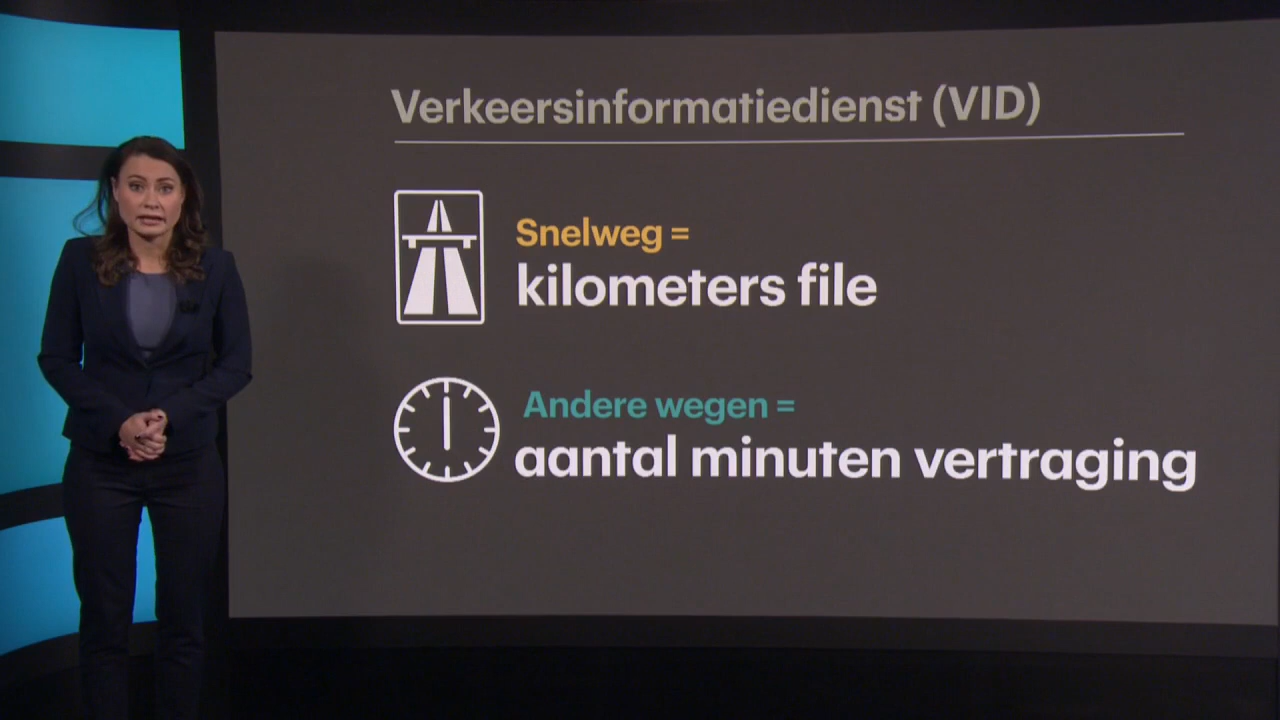 Verkeersinformatiedienst (VID)
Snelweg =
kilometers file
Andere wegen =
aantal minuten vertraging